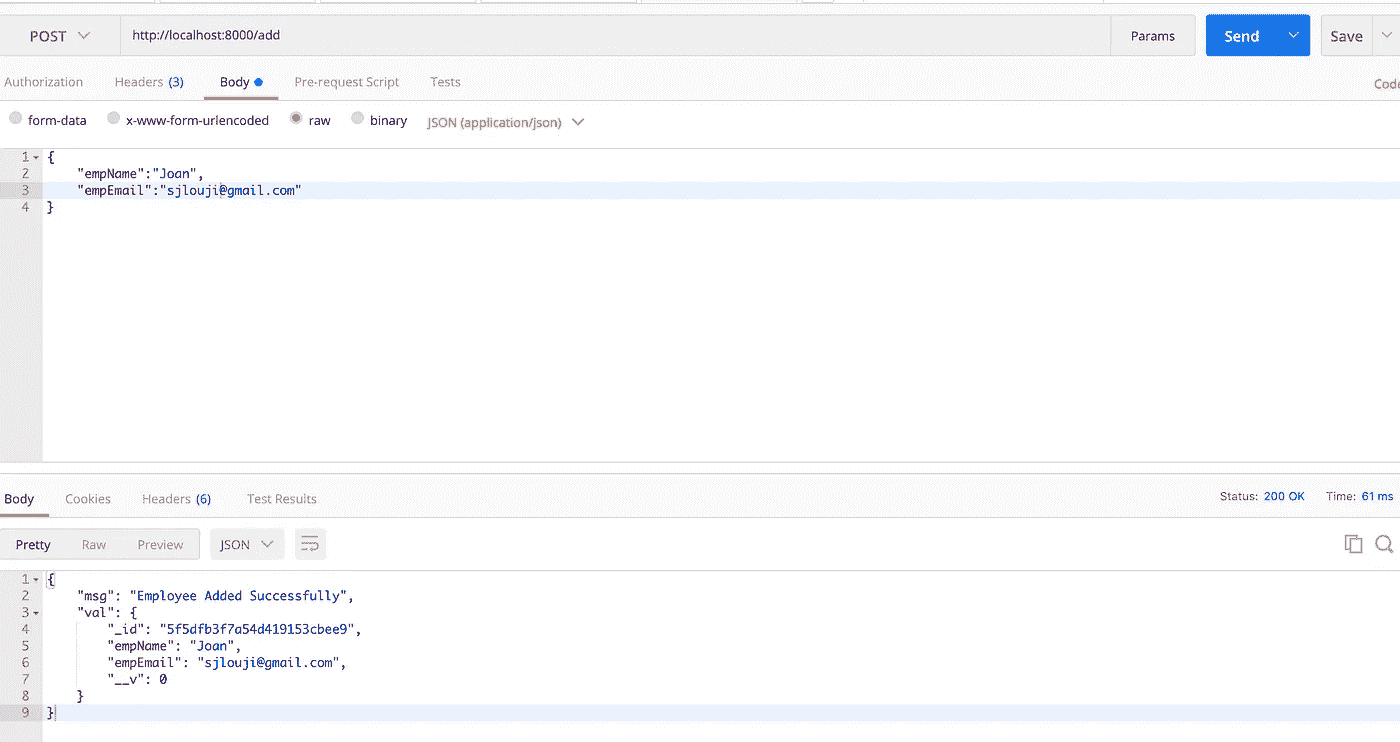 POST http://localhost:8000/add Params Send Save
Authorization Headers (3) Body Pre-request Script Tests
form-data x-www-form-urlencoded raw binary JSON (application/json)
1 {
2 "empName":"Joan",
3 "empEmail":"sjlouji@gmail.com"
4 }
Body Cookies Headers (6) Test Results Status: 200 OK Time: 61 ms
Pretty Raw Preview JSON
1 {
2 "msg": "Employee Added Successfully",
3 "val": {
4 "_id": "5f5dfb3f7a54d419153cbee9",
5 "empName": "Joan",
6 "empEmail": "sjlouji@gmail.com",
7 "__v": 0
8 }
9 }